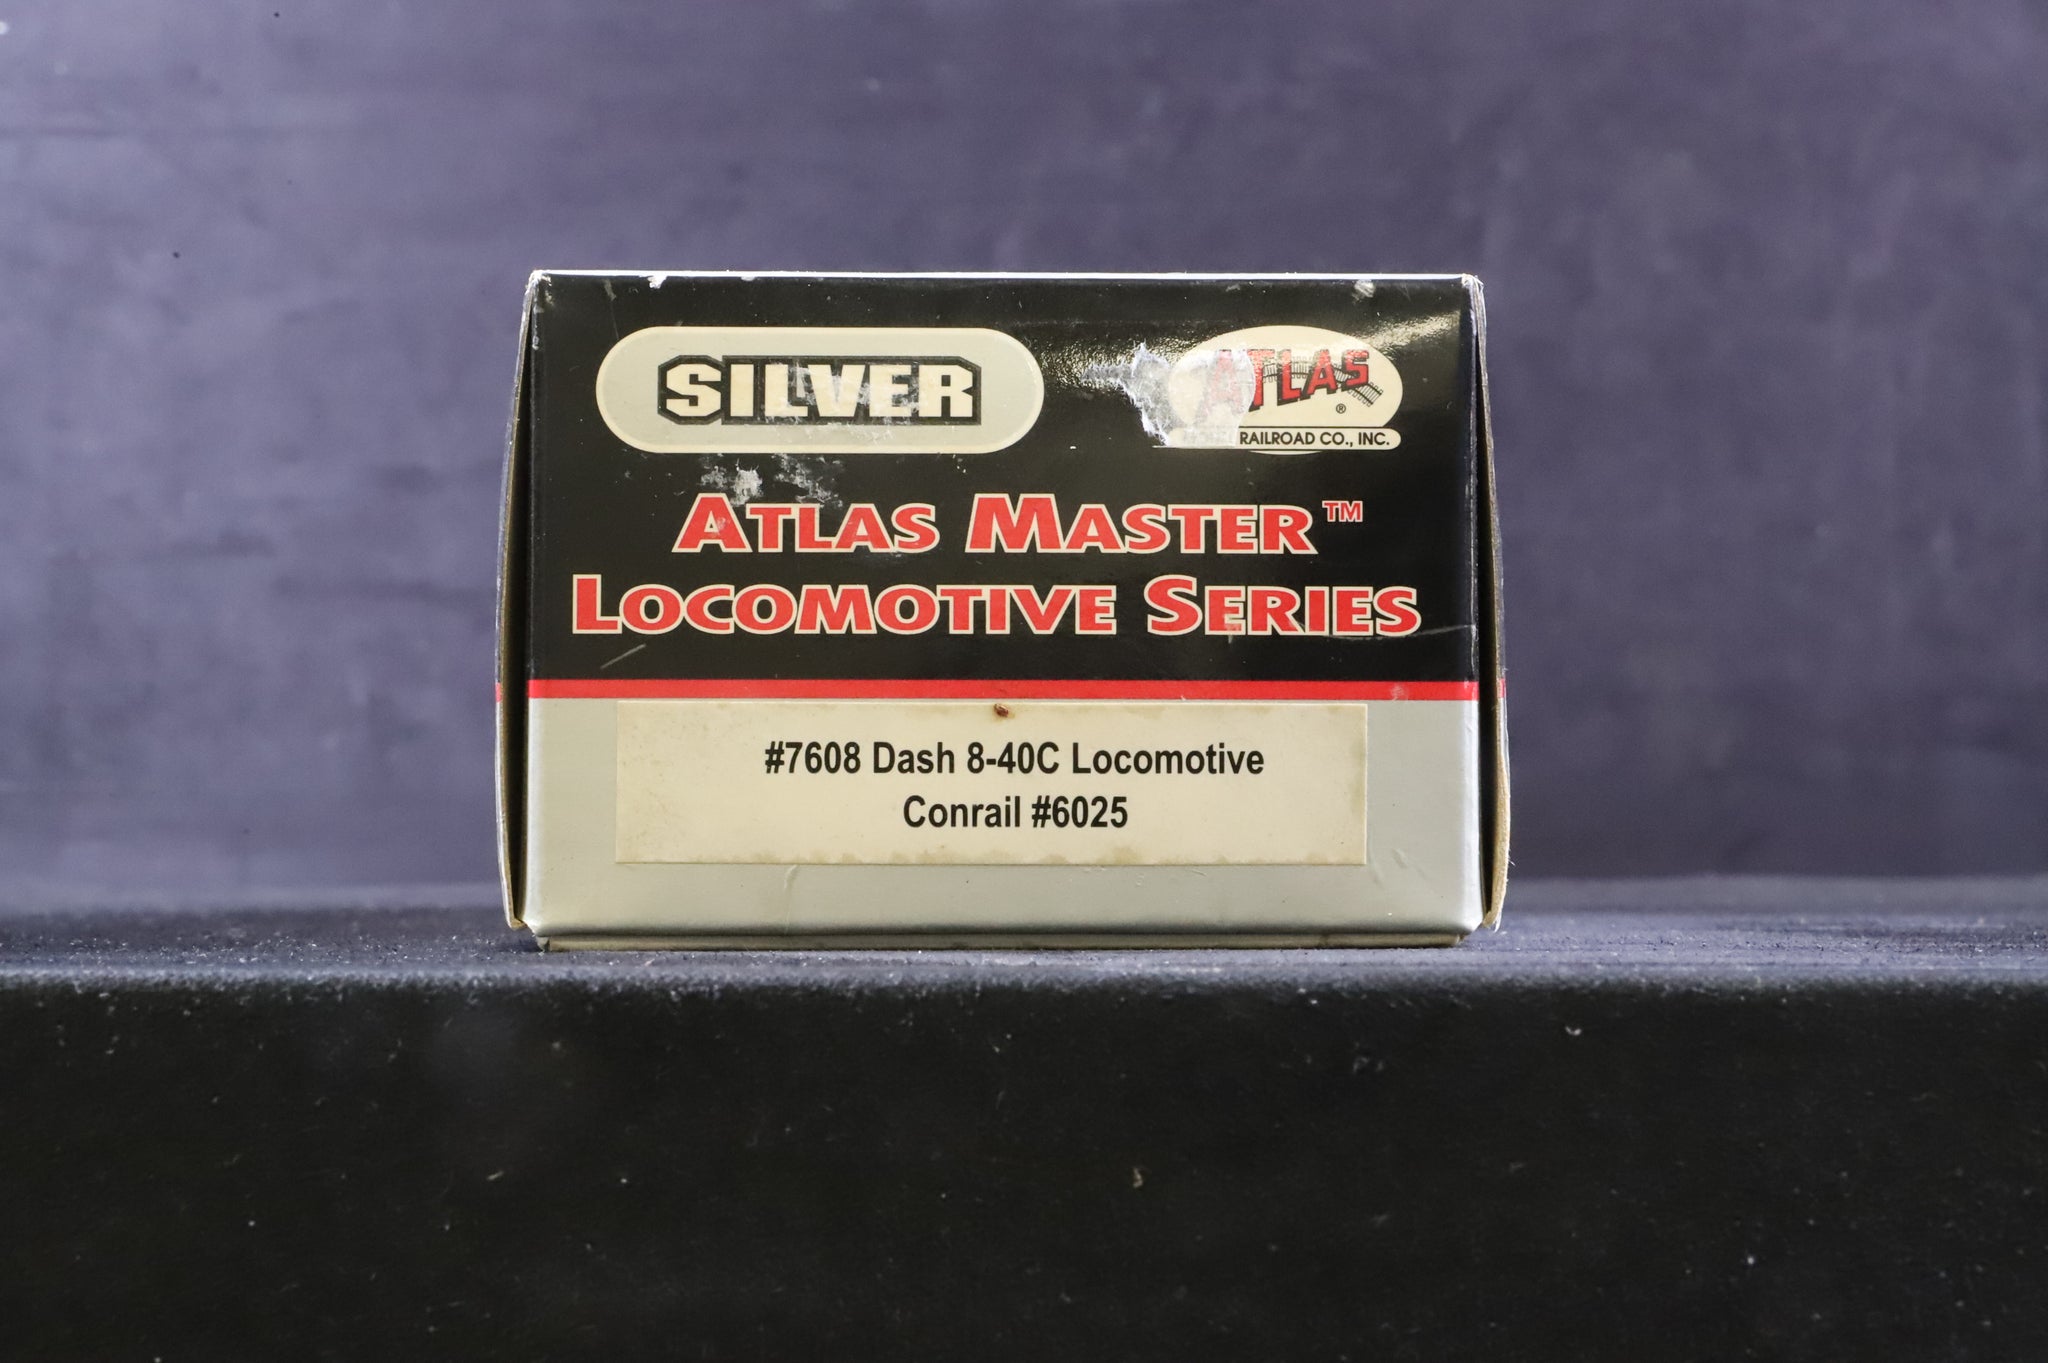 SILVER
ATLAS
®
RAILROAD CO., INC.
ATLAS MASTER™
LOCOMOTIVE SERIES
#7608 Dash 8-40C Locomotive
Conrail #6025